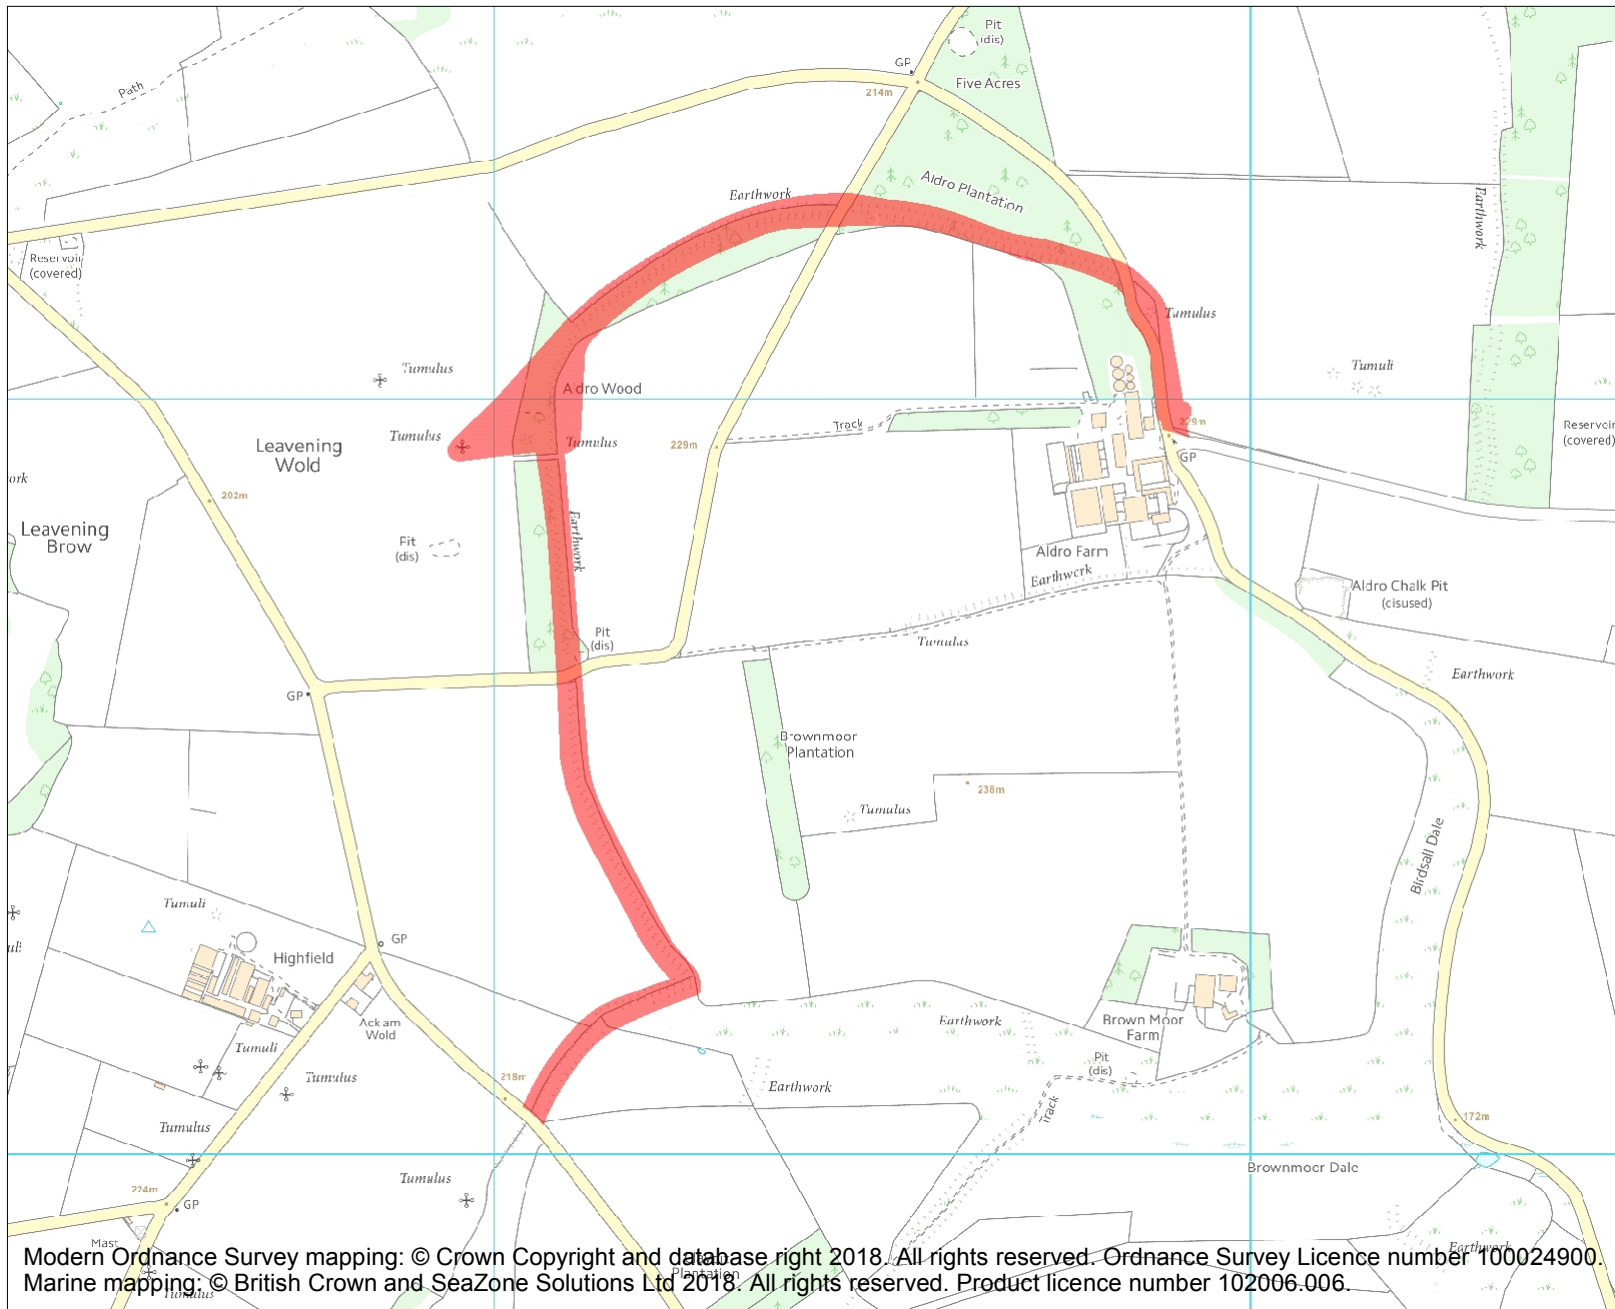 Pit
(dis)
GP
Five Acres
214m
Path
Aldro Plantation
Earthwork
Earthwork
Reservoir
(covered)
Tumulus
Tumulus
Tumuli
Aldro Wood
Tumulus
Tumulus
Leavening
Wold
229m
Track
229m
GP
Reservoir
(covered)
ork
202m
Leavening
Brow
Pit
(dis)
Earthwork
Aldro Farm
Earthwork
Aldro Chalk Pit
(disused)
Pit
(dis)
Tumulus
Earthwork
GP
Brownmoor
Plantation
238m
Tumulus
Birdsall Dale
Tumuli
GP
Highfield
Ackam
Wold
Earthwork
Brown Moor
Farm
Tumuli
Tumulus
218m
Pit
(dis)
Earthwork
Track
Tumulus
172m
Tumulus
Brownmoor Dale
224m
GP
Mast
Earthwork
Plantation
Tumulus
Modern Ordnance Survey mapping: © Crown Copyright and database right 2018. All rights reserved. Ordnance Survey Licence number 100024900.
Marine mapping: © British Crown and SeaZone Solutions Ltd 2018. All rights reserved. Product licence number 102006.006.